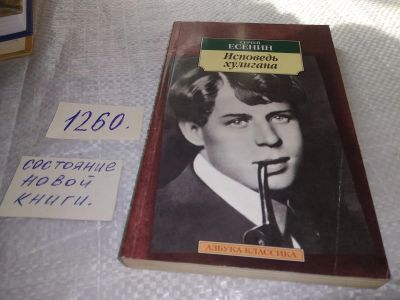 СЕРГЕЙ
ЕСЕНИН
Исповедь
хулигана
АЗБУКА-КЛАССИКА
1260.
состояние
новой
книги.